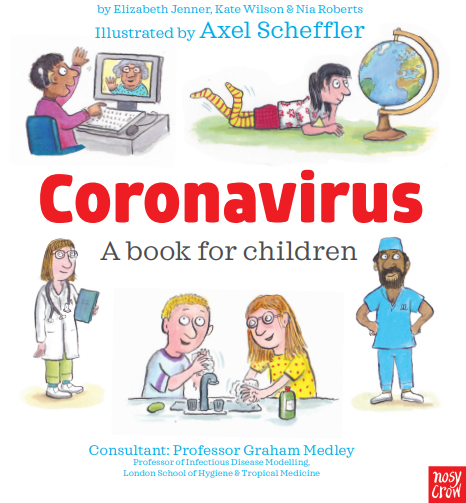 by Elizabeth Jenner, Kate Wilson & Nia Roberts
Illustrated by Axel Scheffler
Coronavirus
A book for children
Consultant: Professor Graham Medley
Professor of Infectious Disease Modelling,
London School of Hygiene & Tropical Medicine
nosy
crow